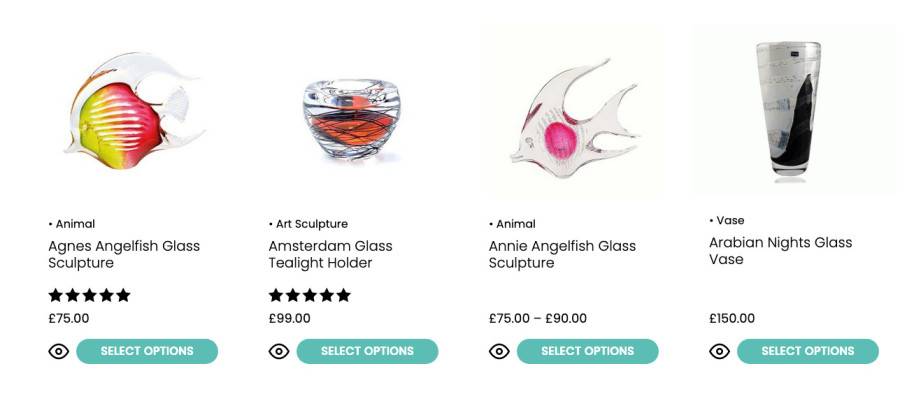 • Animal
Agnes Angelfish Glass
Sculpture
£75.00
SELECT OPTIONS
• Art Sculpture
Amsterdam Glass
Tealight Holder
£99.00
SELECT OPTIONS
• Animal
Annie Angelfish Glass
Sculpture
£75.00 – £90.00
SELECT OPTIONS
• Vase
Arabian Nights Glass
Vase
£150.00
SELECT OPTIONS